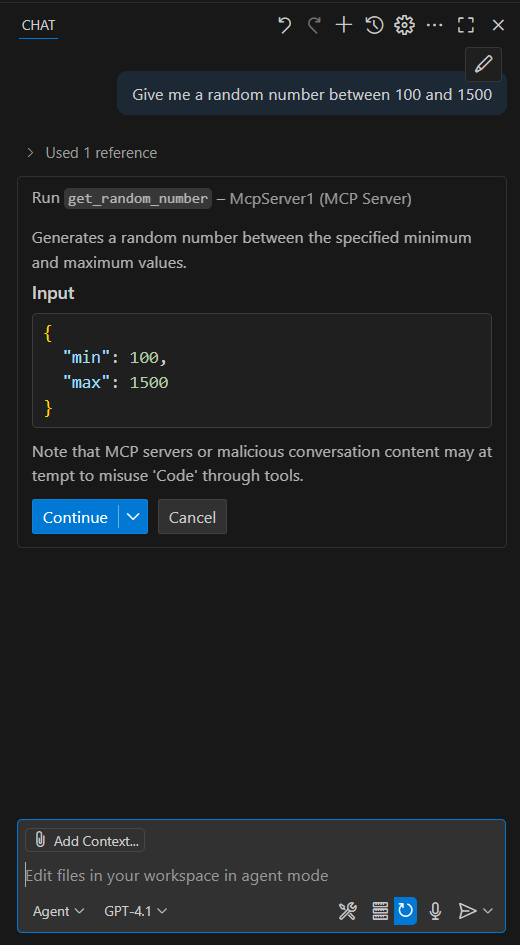 CHAT
Give me a random number between 100 and 1500
Used 1 reference
Run get_random_number – McpServer1 (MCP Server)
Generates a random number between the specified minimum
and maximum values.
Input
{
"min": 100,
"max": 1500
}
Note that MCP servers or malicious conversation content may at
tempt to misuse 'Code' through tools.
Continue
Cancel
Add Context...
Edit files in your workspace in agent mode
Agent
GPT-4.1